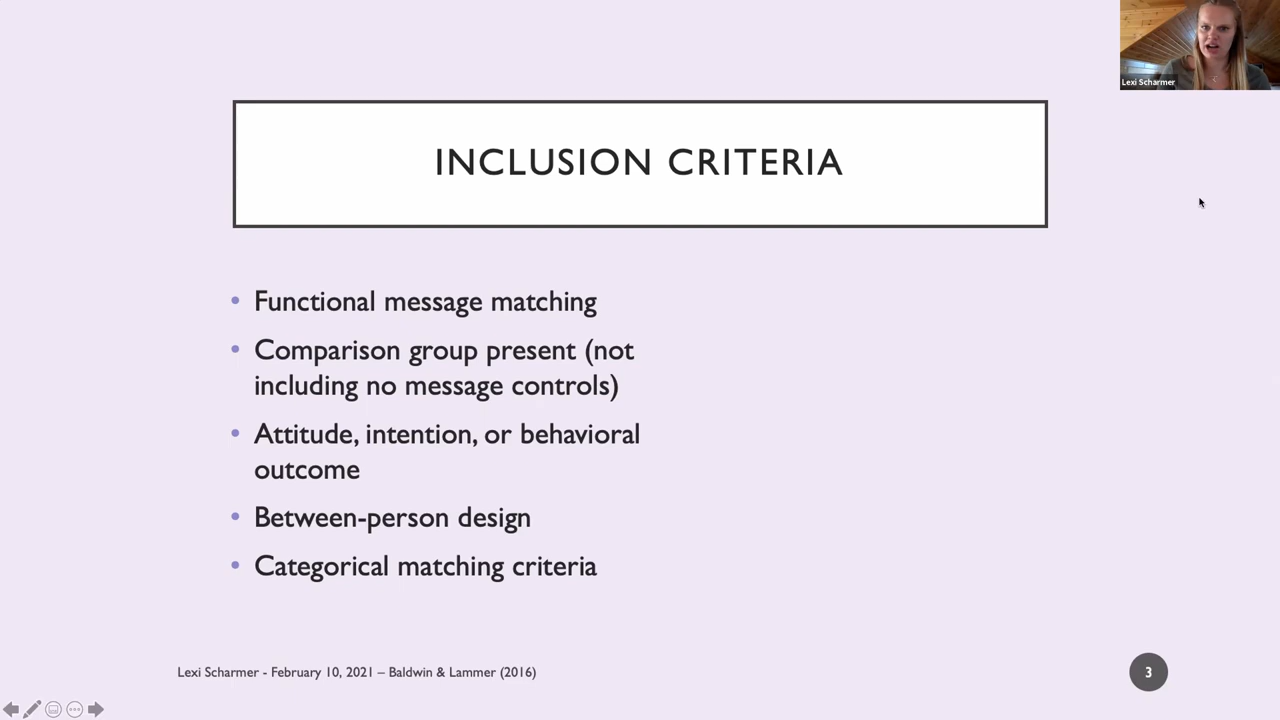 Lexi Scharmer
INCLUSION CRITERIA
• Functional message matching
• Comparison group present (not
including no message controls)
• Attitude, intention, or behavioral
outcome
• Between-person design
• Categorical matching criteria
Lexi Scharmer - February 10, 2021 – Baldwin & Lammer (2016)
3